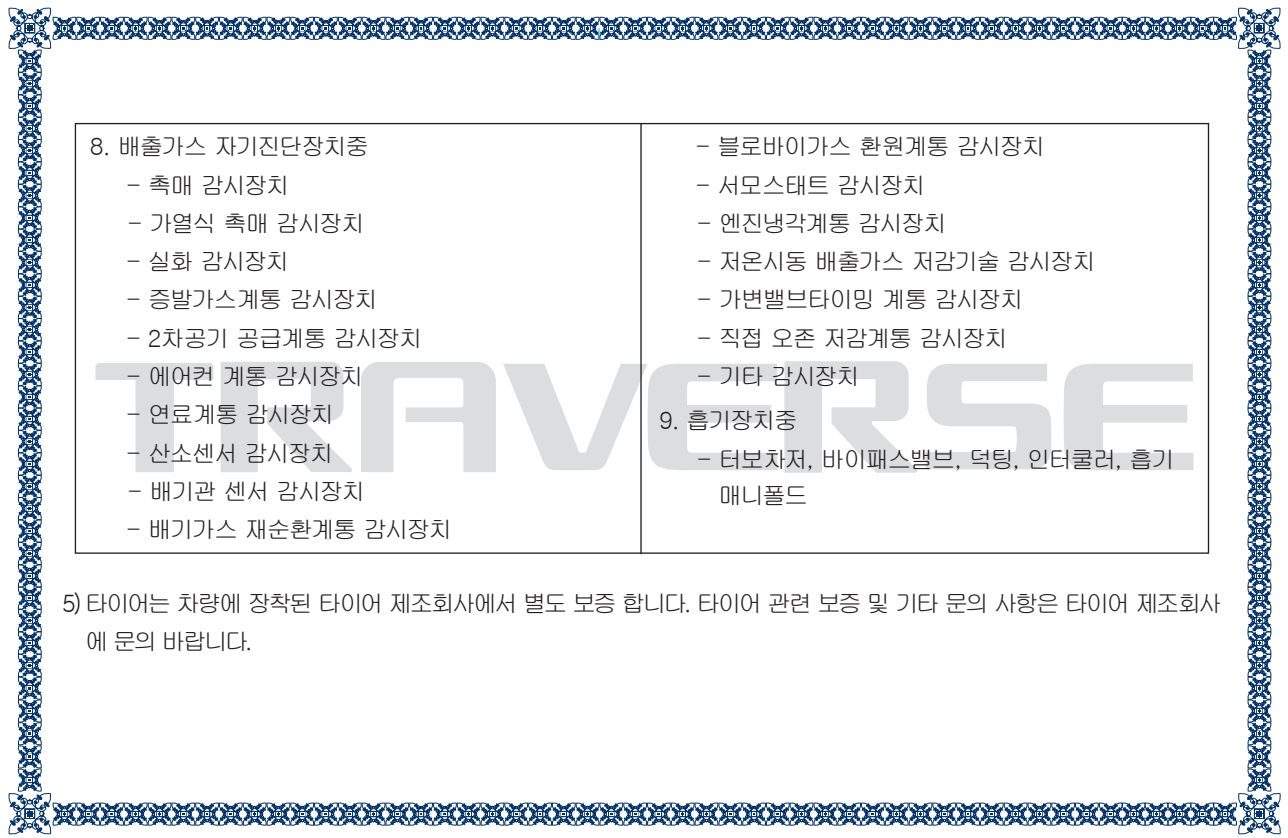 8. 배출가스 자기진단장치중
- 촉매 감시장치
- 가열식 촉매 감시장치
- 실화 감시장치
- 증발가스계통 감시장치
- 2차공기 공급계통 감시장치
- 에어컨 계통 감시장치
- 연료계통 감시장치
- 산소센서 감시장치
- 배기관 센서 감시장치
- 배기가스 재순환계통 감시장치
- 블로바이가스 환원계통 감시장치
- 서모스태트 감시장치
- 엔진냉각계통 감시장치
- 저온시동 배출가스 저감기술 감시장치
- 가변밸브타이밍 계통 감시장치
- 직접 오존 저감계통 감시장치
- 기타 감시장치
9. 흡기장치중
- 터보차저, 바이패스밸브, 덕팅, 인터쿨러, 흡기
매니폴드
TRAVERSE
5) 타이어는 차량에 장착된 타이어 제조회사에서 별도 보증 합니다. 타이어 관련 보증 및 기타 문의 사항은 타이어 제조회사
에 문의 바랍니다.